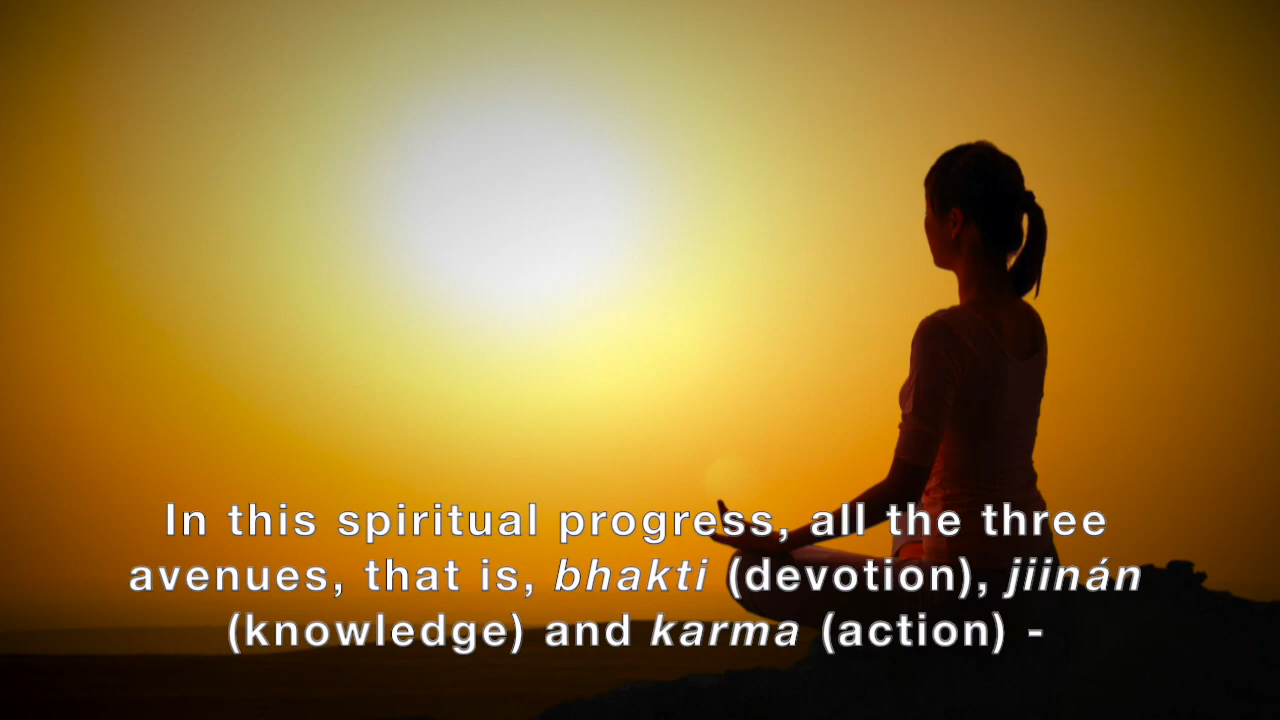 In this spiritual progress, all the three
avenues, that is, bhakti (devotion), jiinán
(knowledge) and karma (action) -